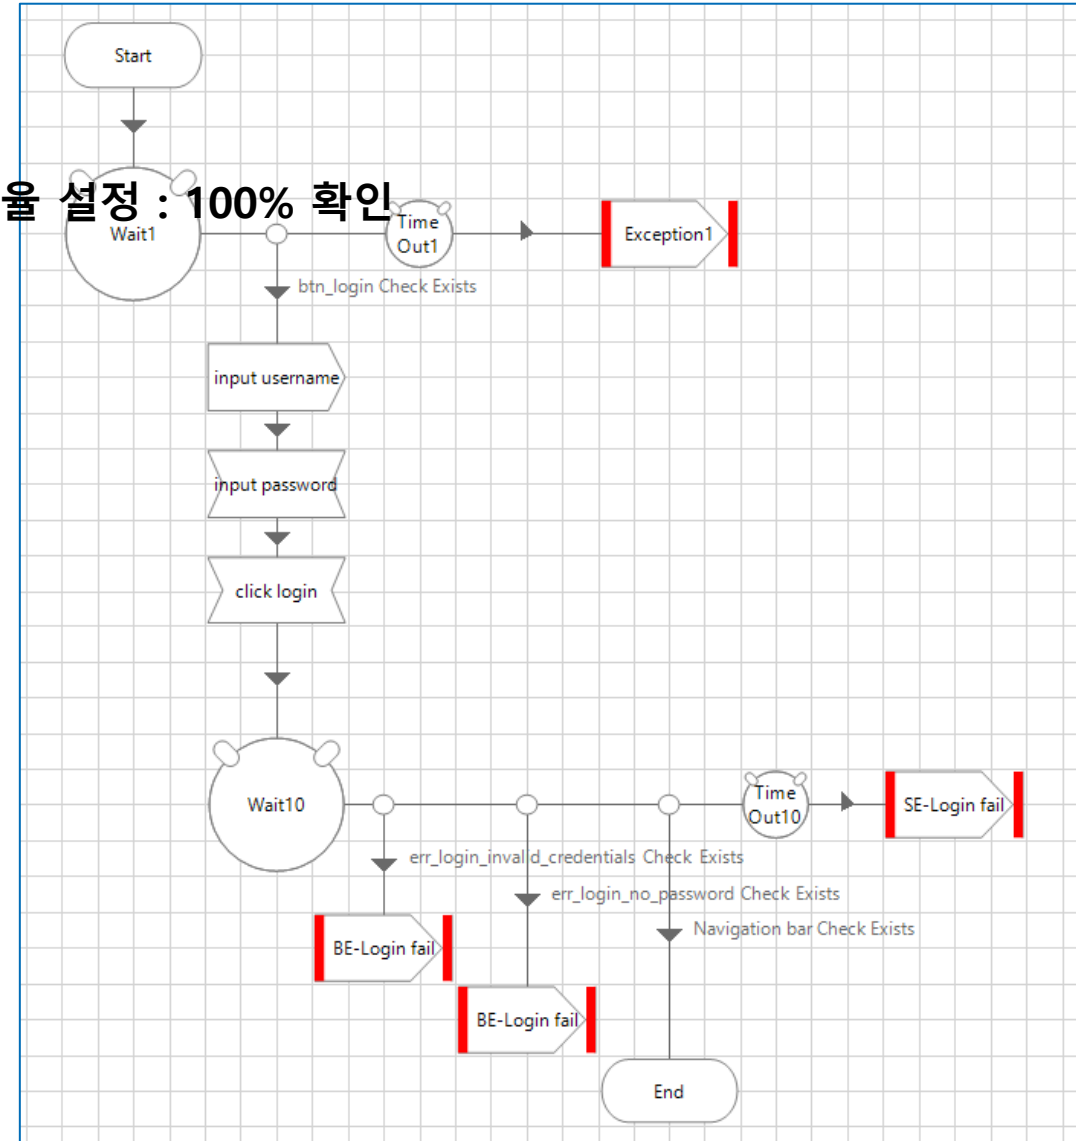 Start
율 설정 : 100% 확인
Wait1
Time
Out1
Exception1
btn_login Check Exists
input username
input password
click login
Wait10
Time
Out10
SE-Login fail
err_login_invalid_credentials Check Exists
err_login_no_password Check Exists
Navigation bar Check Exists
BE-Login fail
BE-Login fail
End